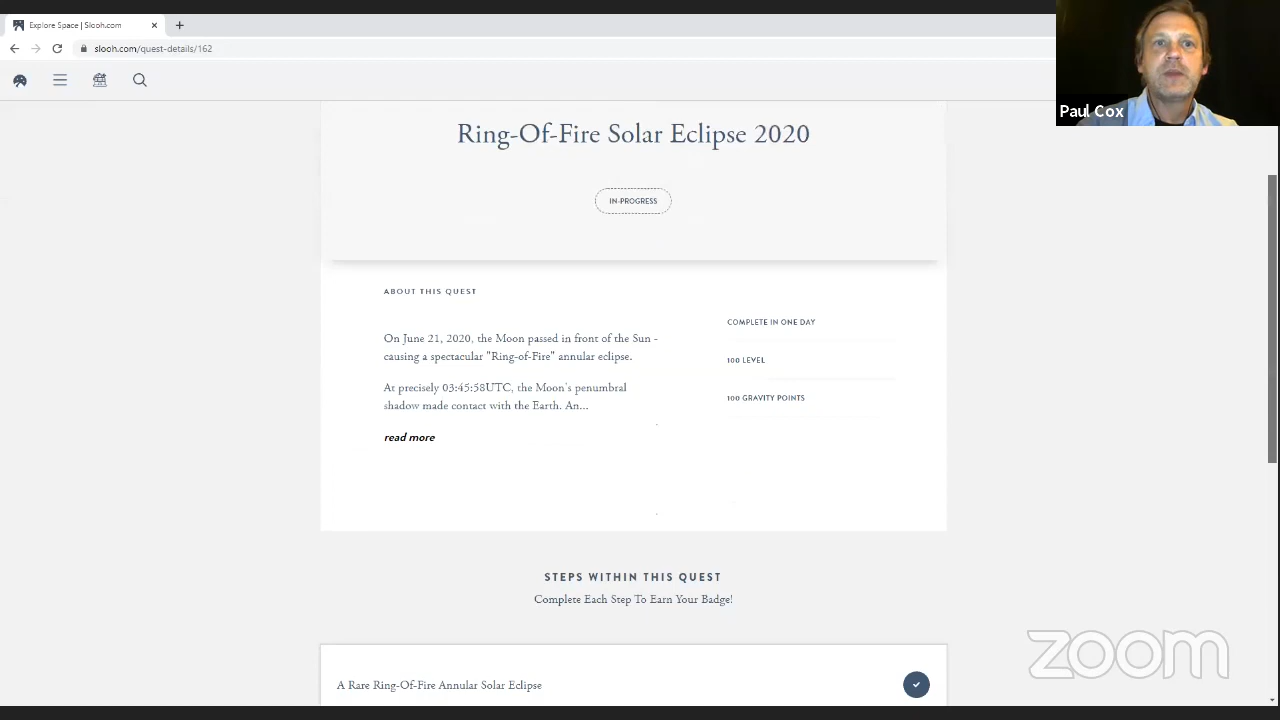 Explore Space | Slooh.com
slooh.com/quest-details/162
Paul Cox
Ring-Of-Fire Solar Eclipse 2020
IN-PROGRESS
ABOUT THIS QUEST
On June 21, 2020, the Moon passed in front of the Sun -
causing a spectacular "Ring-of-Fire" annular eclipse.
At precisely 03:45:58UTC, the Moon's penumbral
shadow made contact with the Earth. An...
read more
COMPLETE IN ONE DAY
100 LEVEL
100 GRAVITY POINTS
STEPS WITHIN THIS QUEST
Complete Each Step To Earn Your Badge!
A Rare Ring-Of-Fire Annular Solar Eclipse
zoom